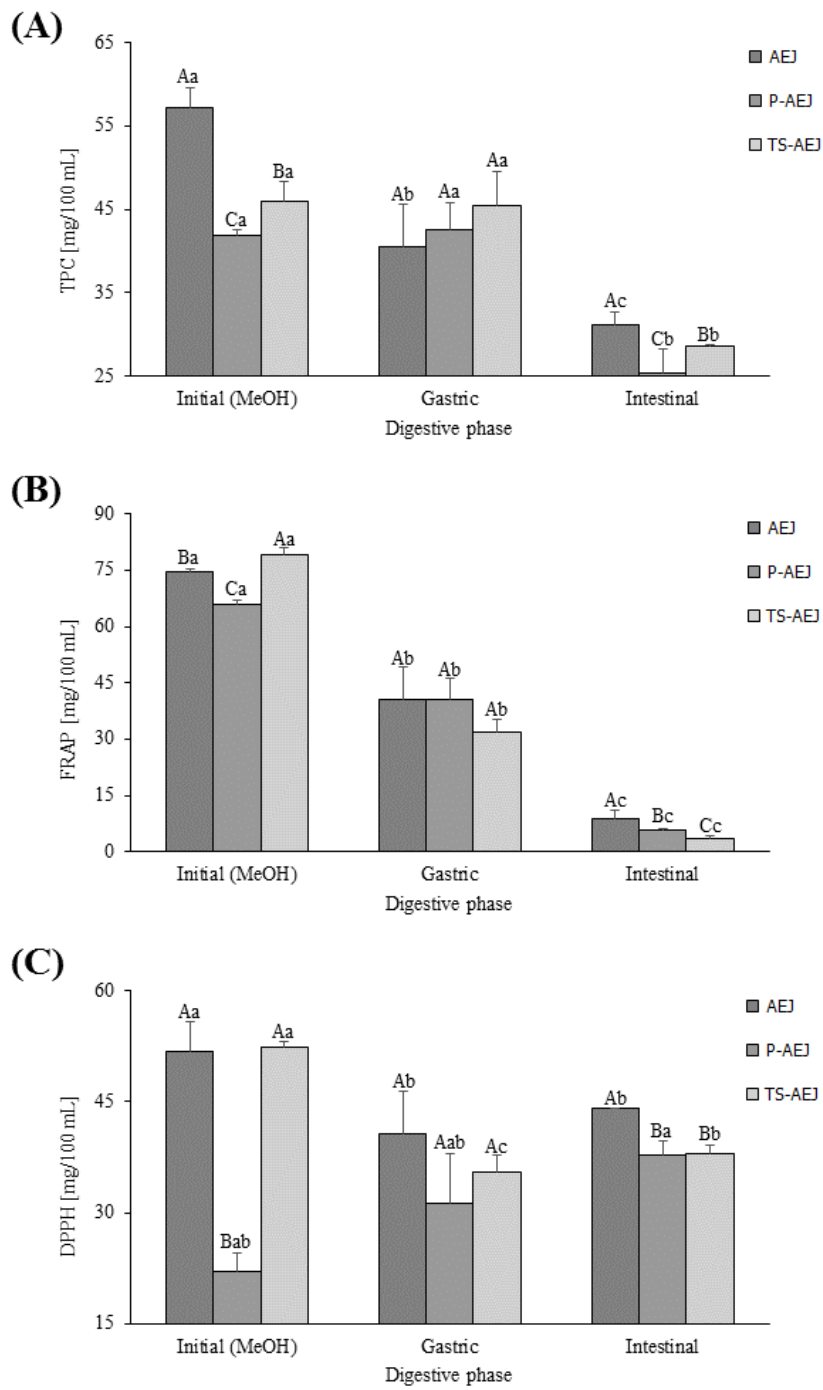 (A)
65
55
45
35
25
TPC [mg/100 mL]
Aa
Ca
Ba
Ab
Aa
Aa
Ac
Cb
Bb
AEJ
P-AEJ
TS-AEJ
Initial (MeOH)
Gastric
Intestinal
Digestive phase
(B)
90
75
60
45
30
15
0
FRAP [mg/100 mL]
Ba
Ca
Aa
Ab
Ab
Ab
Ac
Bc
Cc
AEJ
P-AEJ
TS-AEJ
Initial (MeOH)
Gastric
Intestinal
Digestive phase
(C)
60
45
30
15
DPPH [mg/100 mL]
Aa
Bab
Aa
Ab
Aab
Ac
Ab
Ba
Bb
AEJ
P-AEJ
TS-AEJ
Initial (MeOH)
Gastric
Intestinal
Digestive phase